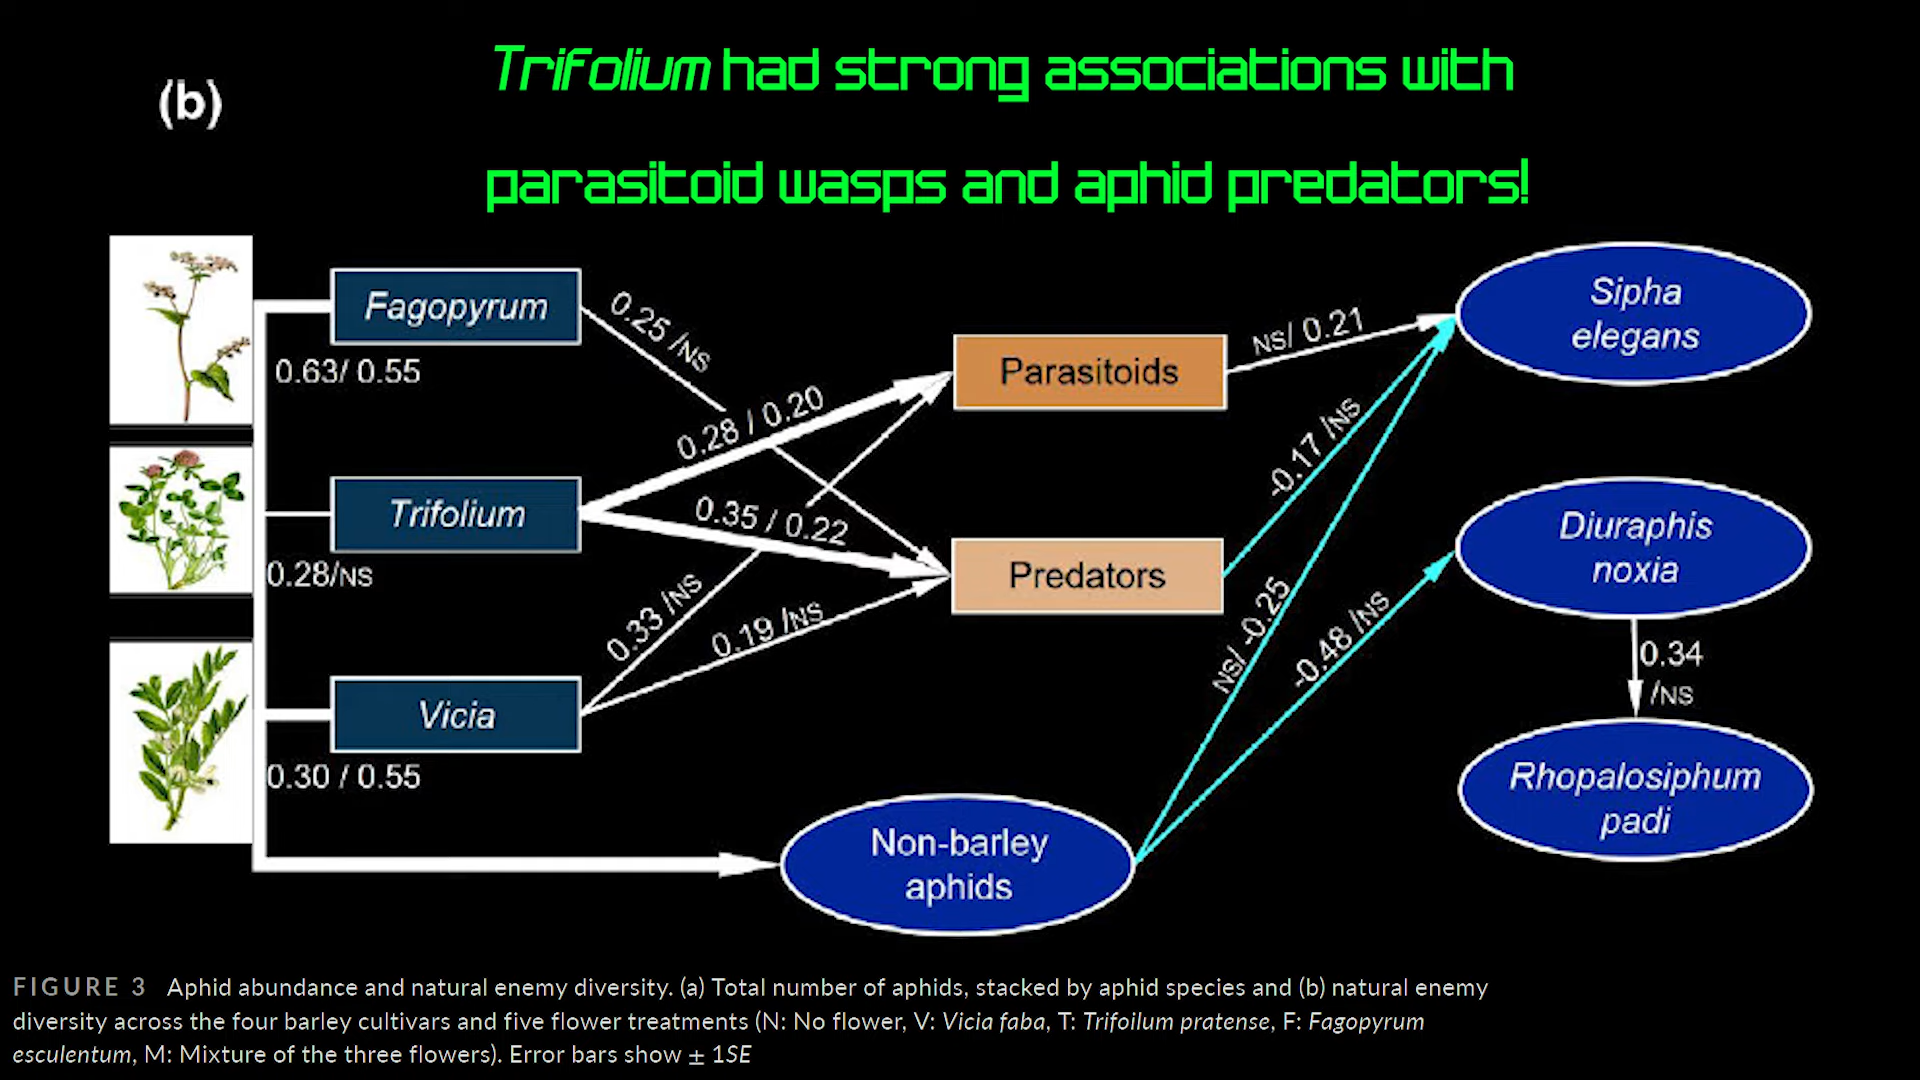 Trifolium had strong associations with
parasitoid wasps and aphid predators!
(b)
Fagopyrum
0.63/ 0.55
Trifolium
0.28/NS
Vicia
0.30 / 0.55
0.25 /NS
0.28 / 0.20
0.35 / 0.22
0.33 /NS
0.19 /NS
Parasitoids
Predators
Non-barley
aphids
NS/ 0.21
-0.17 /NS
NS/ -0.25
-0.48 /NS
Sipha
elegans
Diuraphis
noxia
0.34
/NS
Rhopalosiphum
padi
FIGURE 3 Aphid abundance and natural enemy diversity. (a) Total number of aphids, stacked by aphid species and (b) natural enemy
diversity across the four barley cultivars and five flower treatments (N: No flower, V: Vicia faba, T: Trifoilum pratense, F: Fagopyrum
esculentum, M: Mixture of the three flowers). Error bars show ± 1SE